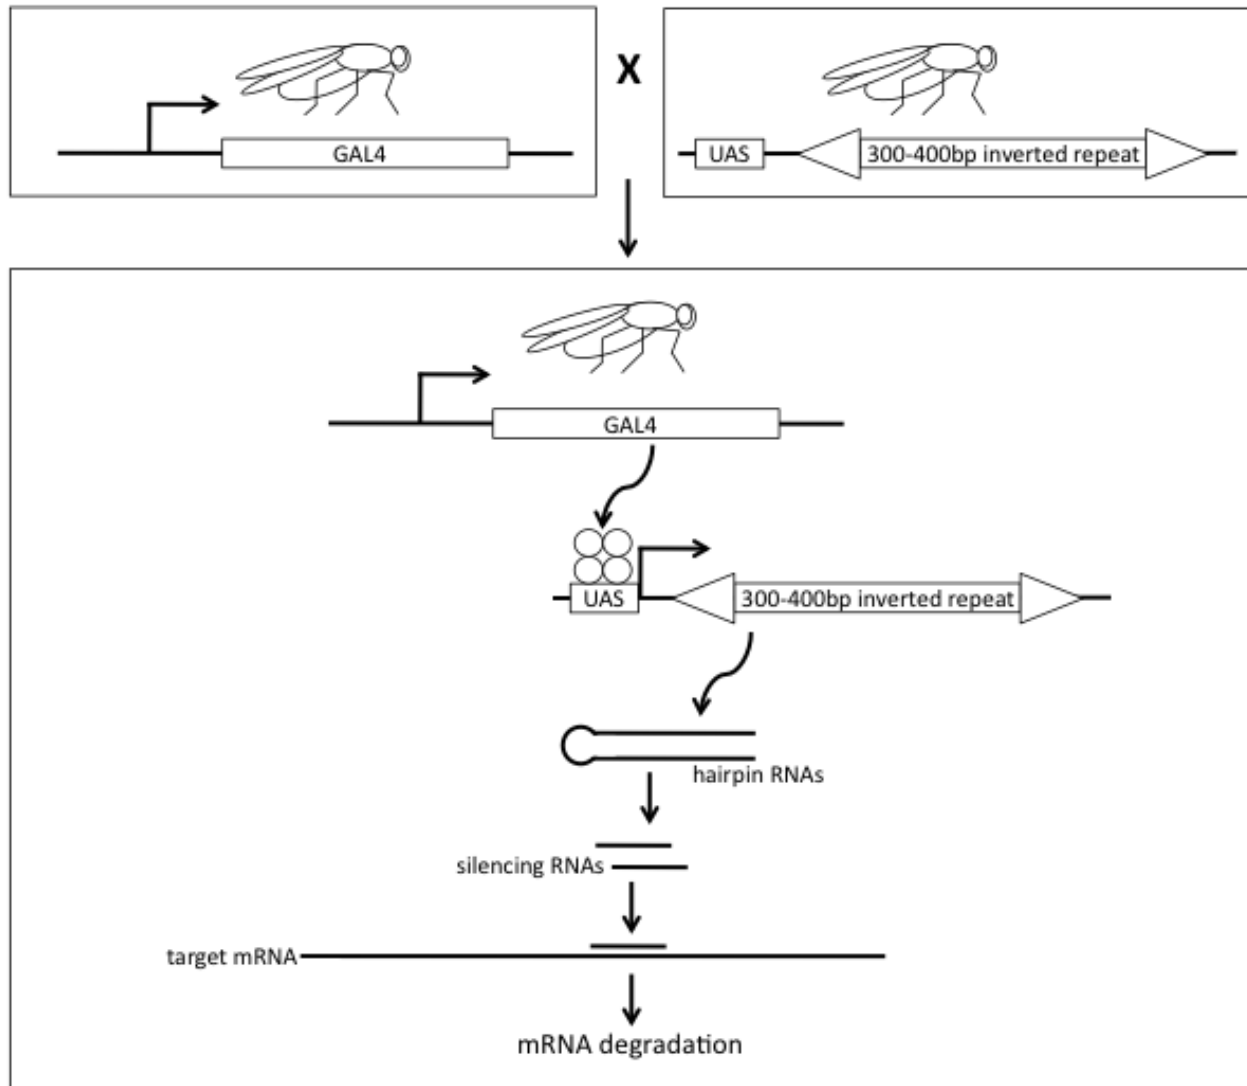 X
GAL4
UAS
300-400bp inverted repeat
GAL4
UAS
300-400bp inverted repeat
hairpin RNAs
silencing RNAs
target mRNA
mRNA degradation